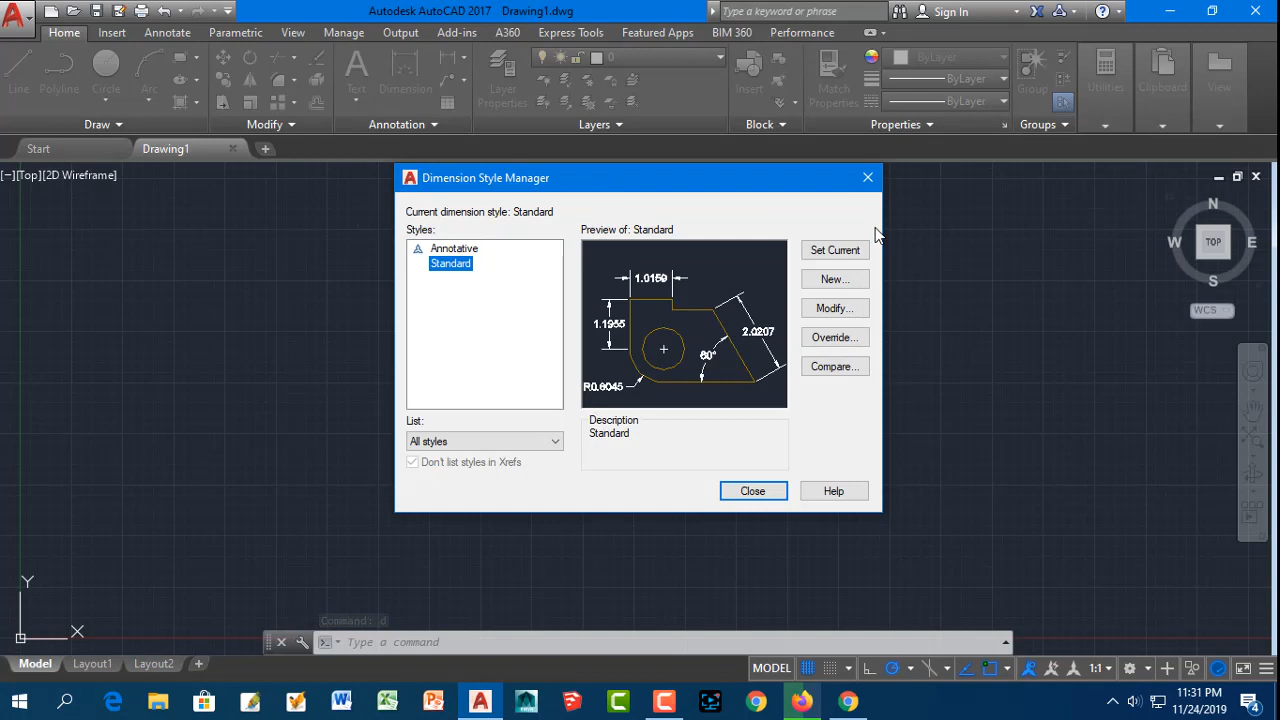 Autodesk AutoCAD 2017 Drawing1.dwg
Type a keyword or phrase
Sign In
Home Insert Annotate Parametric View Manage Output Add-ins A360 Express Tools Featured Apps BIM 360 Performance
Line Polyline Circle Arc
Text Dimension
Layer Properties
0
Insert
Match Properties
ByLayer
ByLayer
ByLayer
Group
Utilities Clipboard View
Draw Modify Annotation Layers Block Properties Groups
Start Drawing1
[−][Top][2D Wireframe]
Dimension Style Manager
Current dimension style: Standard
Styles:
Annotative
Standard
Preview of: Standard
1.0159
1.1955
2.0207
60°
R0.8045
Set Current
New...
Modify...
Override...
Compare...
List:
All styles
Don't list styles in Xrefs
Description
Standard
Close
Help
N
W TOP E
S
WCS
Y
X
Command: d
Type a command
Model Layout1 Layout2
MODEL
1:1
11:31 PM
11/24/2019
4